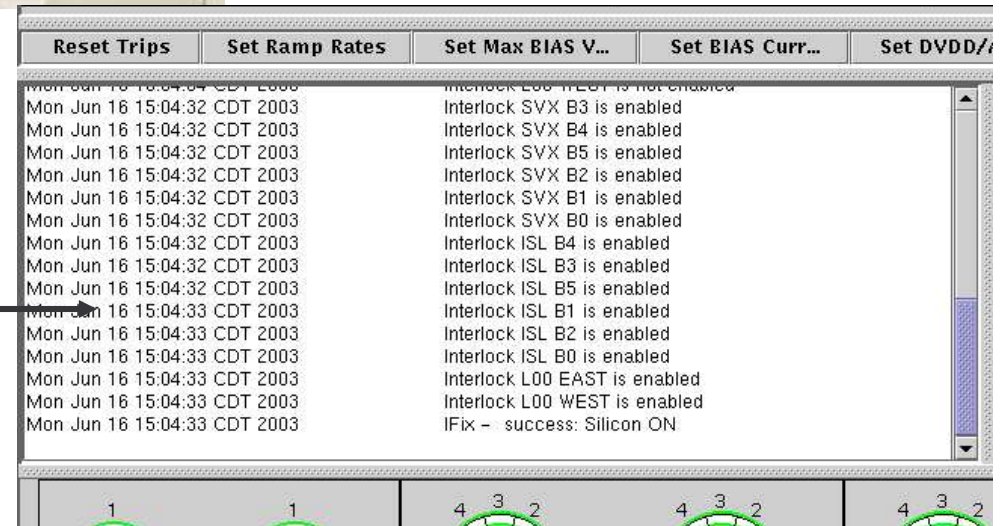 Reset Trips Set Ramp Rates Set Max BIAS V... Set BIAS Curr... Set DVDD/
Mon Jun 16 15:04:32 CDT 2003 Interlock SVX B3 is enabled
Mon Jun 16 15:04:32 CDT 2003 Interlock SVX B4 is enabled
Mon Jun 16 15:04:32 CDT 2003 Interlock SVX B5 is enabled
Mon Jun 16 15:04:32 CDT 2003 Interlock SVX B2 is enabled
Mon Jun 16 15:04:32 CDT 2003 Interlock SVX B1 is enabled
Mon Jun 16 15:04:32 CDT 2003 Interlock SVX B0 is enabled
Mon Jun 16 15:04:32 CDT 2003 Interlock ISL B4 is enabled
Mon Jun 16 15:04:32 CDT 2003 Interlock ISL B3 is enabled
Mon Jun 16 15:04:32 CDT 2003 Interlock ISL B5 is enabled
Mon Jun 16 15:04:33 CDT 2003 Interlock ISL B1 is enabled
Mon Jun 16 15:04:33 CDT 2003 Interlock ISL B2 is enabled
Mon Jun 16 15:04:33 CDT 2003 Interlock ISL B0 is enabled
Mon Jun 16 15:04:33 CDT 2003 Interlock L00 EAST is enabled
Mon Jun 16 15:04:33 CDT 2003 Interlock L00 WEST is enabled
Mon Jun 16 15:04:33 CDT 2003 IFix - success: Silicon ON
1 1 4 3 2 4 3 2 4 3 2